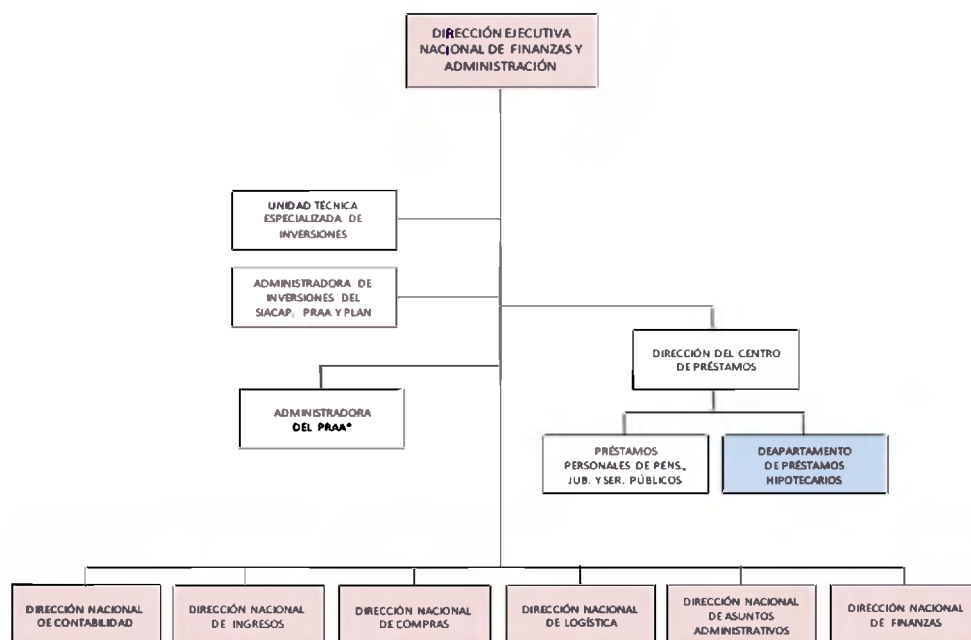 DIRECCIÓN EJECUTIVA
NACIONAL DE FINANZAS Y
ADMINISTRACIÓN
UNIDAD TÉCNICA
ESPECIALIZADA DE
INVERSIONES
ADMINISTRADORA DE
INVERSIONES DEL
SIACAP, PRAA Y PLAN
DIRECCIÓN DEL CENTRO
DE PRÉSTAMOS
ADMINISTRADORA
DEL PRAA*
PRÉSTAMOS
PERSONALES DE PENS.,
JUB. Y SER. PÚBLICOS
DEAPARTAMENTO
DE PRÉSTAMOS
HIPOTECARIOS
DIRECCIÓN NACIONAL
DE CONTABILIDAD
DIRECCIÓN NACIONAL
DE INGRESOS
DIRECCIÓN NACIONAL
DE COMPRAS
DIRECCIÓN NACIONAL
DE LOGÍSTICA
DIRECCIÓN NACIONAL
DE ASUNTOS
ADMINISTRATIVOS
DIRECCIÓN NACIONAL
DE FINANZAS